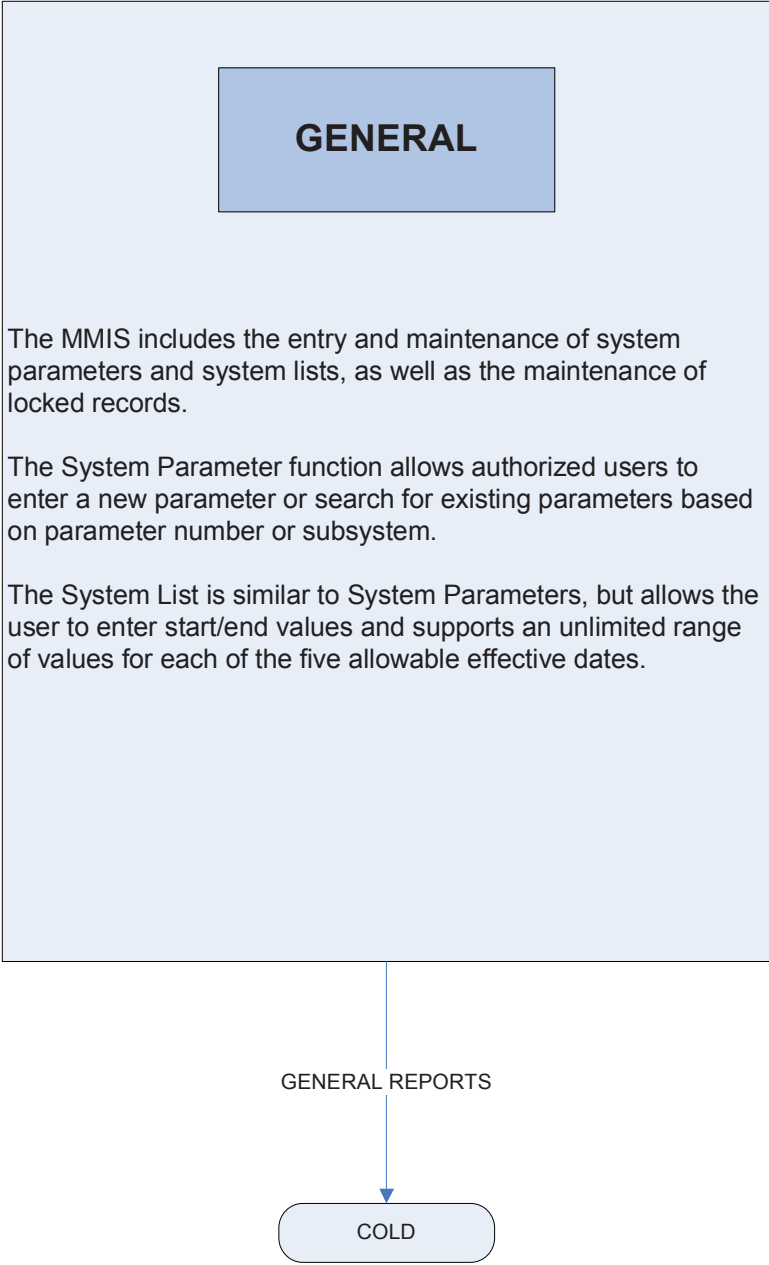 GENERAL
The MMIS includes the entry and maintenance of system
parameters and system lists, as well as the maintenance of
locked records.
The System Parameter function allows authorized users to
enter a new parameter or search for existing parameters based
on parameter number or subsystem.
The System List is similar to System Parameters, but allows the
user to enter start/end values and supports an unlimited range
of values for each of the five allowable effective dates.
GENERAL REPORTS
COLD